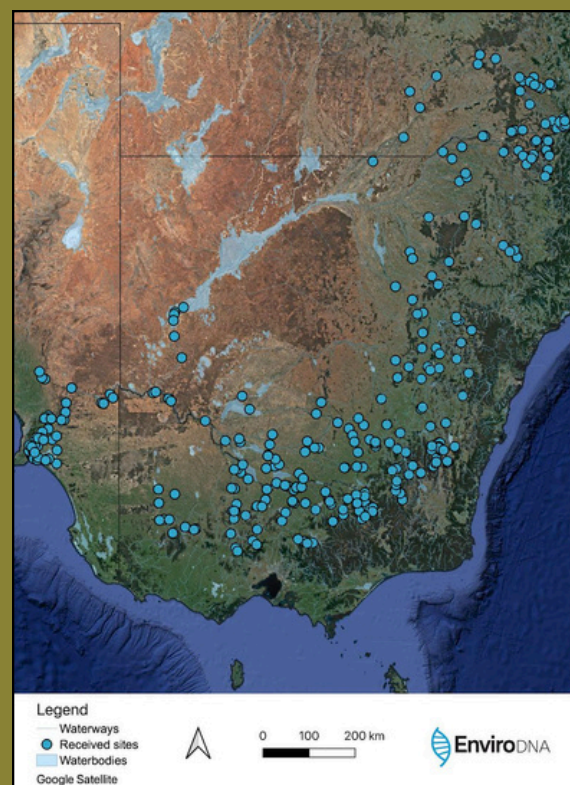 Legend
Waterways
Received sites
Waterbodies
Google Satellite
0 100 200 km
EnviroDNA